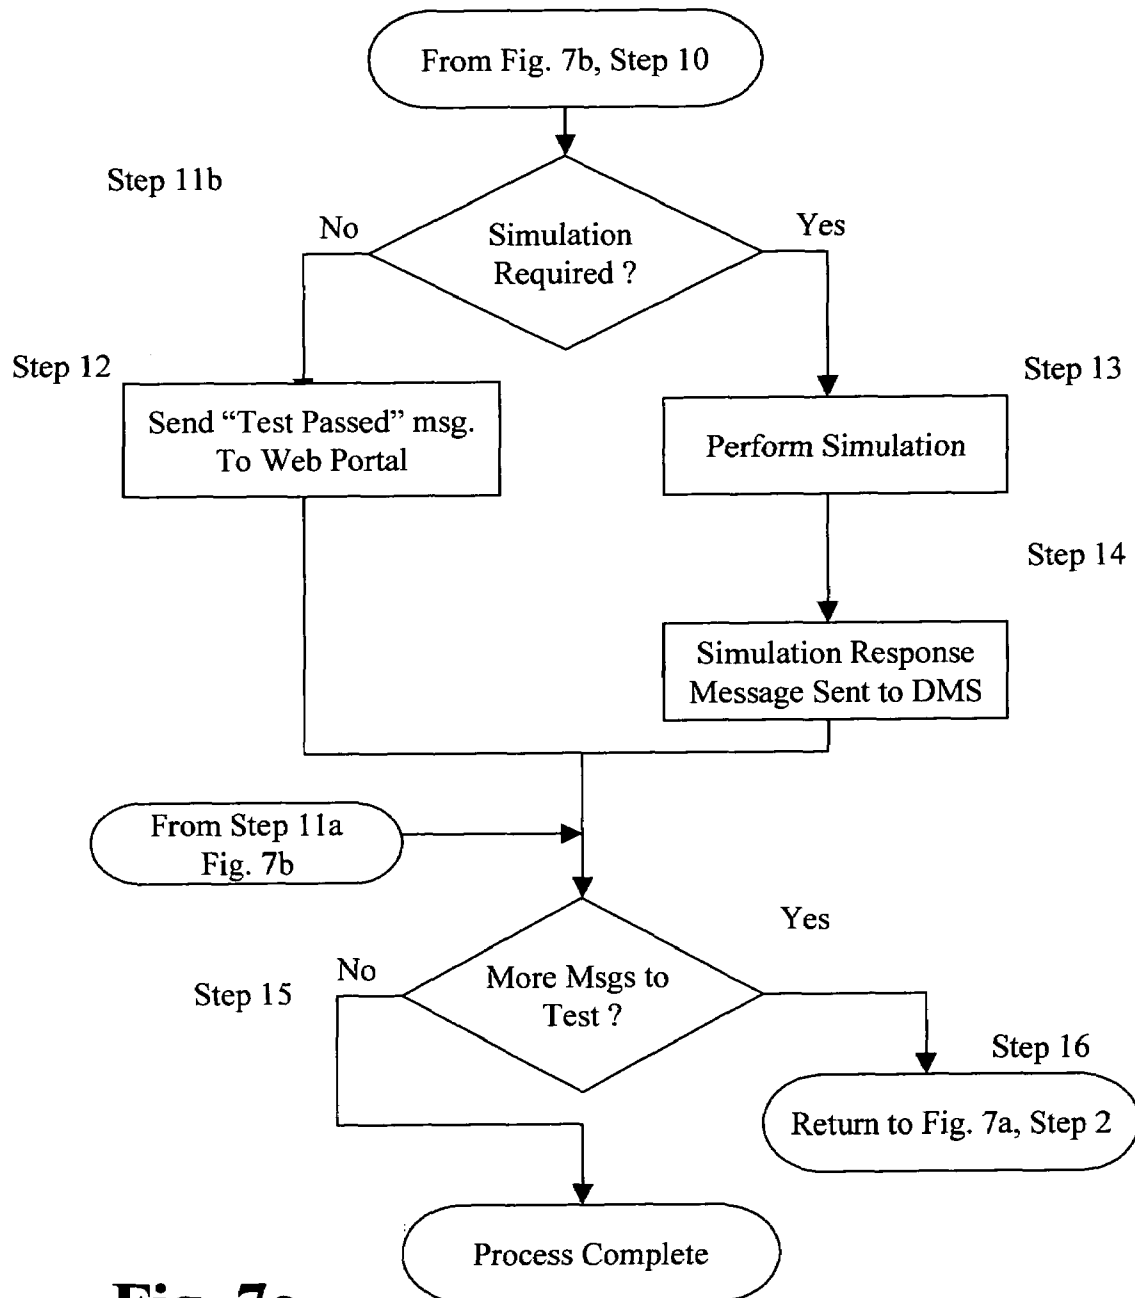 From Fig. 7b, Step 10
Step 11b
No
Yes
Simulation
Required ?
Step 12
Step 13
Send “Test Passed” msg.
To Web Portal
Perform Simulation
Step 14
Simulation Response
Message Sent to DMS
From Step 11a
Fig. 7b
Yes
No
Step 15
More Msgs to
Test ?
Step 16
Return to Fig. 7a, Step 2
Process Complete